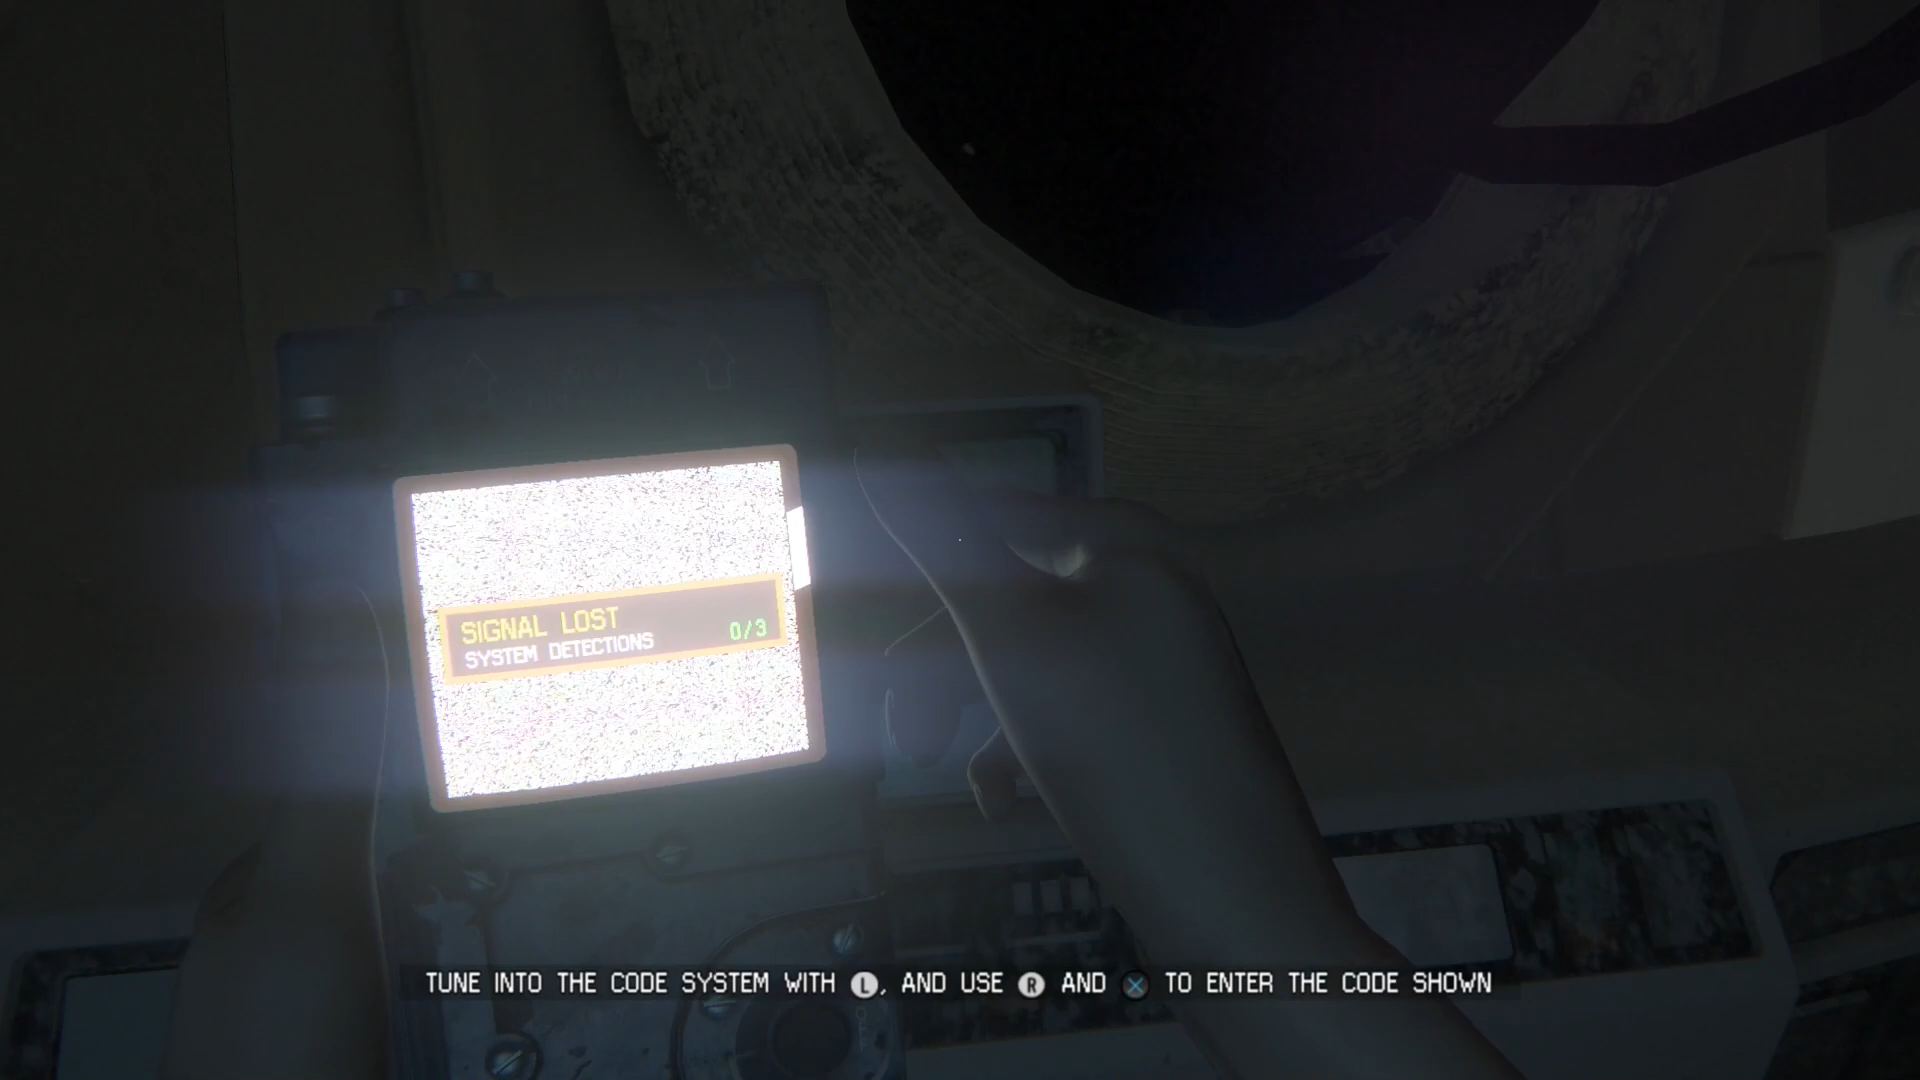 SIGNAL LOST
SYSTEM DETECTIONS 0/3
TUNE INTO THE CODE SYSTEM WITH L, AND USE R AND X TO ENTER THE CODE SHOWN